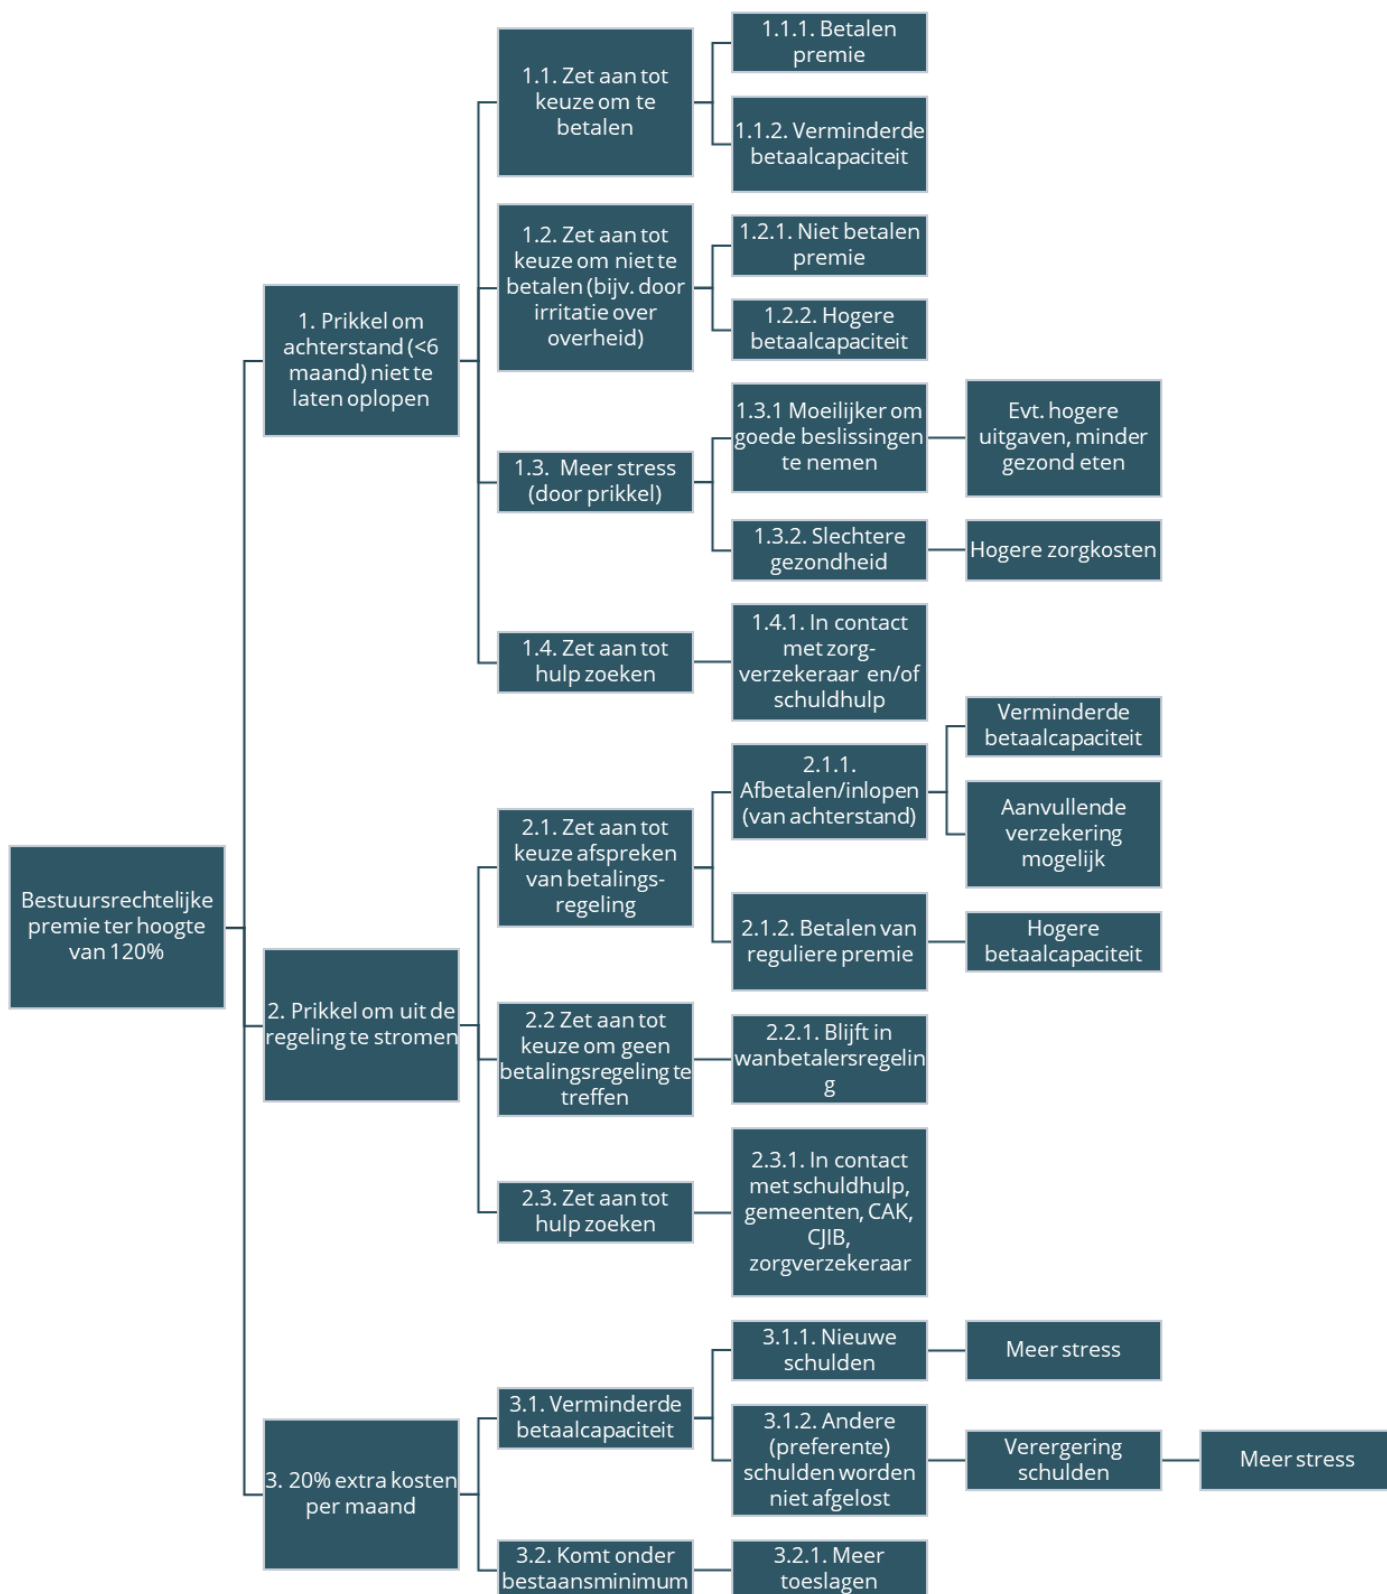 Bestuursrechtelijke
premie ter hoogte
van 120%
1. Prikkel om
achterstand (<6
maand) niet te
laten oplopen
1.1. Zet aan tot
keuze om te
betalen
1.1.1. Betalen
premie
1.1.2. Verminderde
betaalcapaciteit
1.2. Zet aan tot
keuze om niet te
betalen (bijv. door
irritatie over
overheid)
1.2.1. Niet betalen
premie
1.2.2. Hogere
betaalcapaciteit
1.3. Meer stress
(door prikkel)
1.3.1 Moeilijker om
goede beslissingen
te nemen
Evt. hogere
uitgaven, minder
gezond eten
1.3.2. Slechtere
gezondheid
Hogere zorgkosten
1.4. Zet aan tot
hulp zoeken
1.4.1. In contact
met zorg-
verzekeraar en/of
schuldhulp
2. Prikkel om uit de
regeling te stromen
2.1. Zet aan tot
keuze afspreken
van betalings-
regeling
2.1.1.
Afbetalen/inlopen
(van achterstand)
Verminderde
betaalcapaciteit
Aanvullende
verzekering
mogelijk
2.1.2. Betalen van
reguliere premie
Hogere
betaalcapaciteit
2.2 Zet aan tot
keuze om geen
betalingsregeling te
treffen
2.2.1. Blijft in
wanbetalersregelin
g
2.3. Zet aan tot
hulp zoeken
2.3.1. In contact
met schuldhulp,
gemeenten, CAK,
CJIB,
zorgverzekeraar
3. 20% extra kosten
per maand
3.1. Verminderde
betaalcapaciteit
3.1.1. Nieuwe
schulden
Meer stress
3.1.2. Andere
(preferente)
schulden worden
niet afgelost
Verergering
schulden
Meer stress
3.2. Komt onder
bestaansminimum
3.2.1. Meer
toeslagen